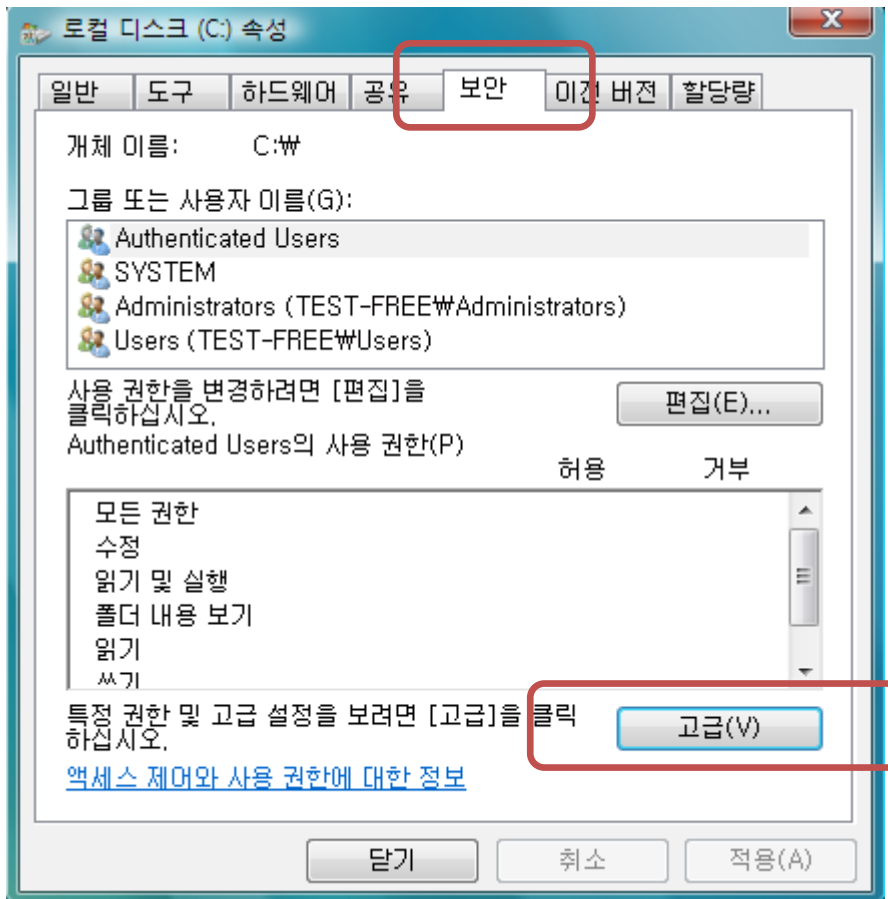 로컬 디스크 (C:) 속성
일반 도구 하드웨어 공유 보안 이전 버전 할당량
개체 이름: C:₩
그룹 또는 사용자 이름(G):
Authenticated Users
SYSTEM
Administrators (TEST-FREE₩Administrators)
Users (TEST-FREE₩Users)
사용 권한을 변경하려면 [편집]을
클릭하십시오.
편집(E)...
Authenticated Users의 사용 권한(P)
허용 거부
모든 권한
수정
읽기 및 실행
폴더 내용 보기
읽기
쓰기
특정 권한 및 고급 설정을 보려면 [고급]을 클릭
하십시오.
고급(V)
액세스 제어와 사용 권한에 대한 정보
닫기 취소 적용(A)